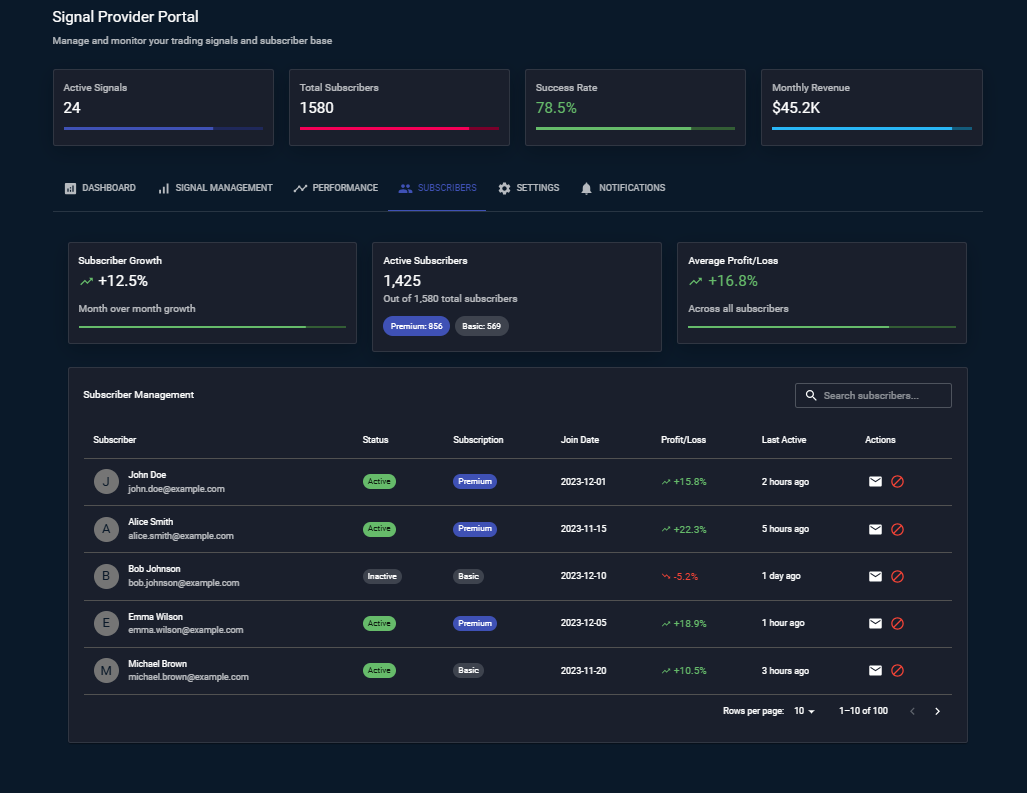 Signal Provider Portal
Manage and monitor your trading signals and subscriber base
Active Signals
24
Total Subscribers
1580
Success Rate
78.5%
Monthly Revenue
$45.2K
DASHBOARD SIGNAL MANAGEMENT PERFORMANCE SUBSCRIBERS SETTINGS NOTIFICATIONS
Subscriber Growth
+12.5%
Month over month growth
Active Subscribers
1,425
Out of 1,580 total subscribers
Premium: 856 Basic: 569
Average Profit/Loss
+16.8%
Across all subscribers
Subscriber Management
Search subscribers...
Subscriber Status Subscription Join Date Profit/Loss Last Active Actions
J John Doe
john.doe@example.com
Active Premium 2023-12-01 +15.8% 2 hours ago
A Alice Smith
alice.smith@example.com
Active Premium 2023-11-15 +22.3% 5 hours ago
B Bob Johnson
bob.johnson@example.com
Inactive Basic 2023-12-10 -5.2% 1 day ago
E Emma Wilson
emma.wilson@example.com
Active Premium 2023-12-05 +18.9% 1 hour ago
M Michael Brown
michael.brown@example.com
Active Basic 2023-11-20 +10.5% 3 hours ago
Rows per page: 10 1–10 of 100